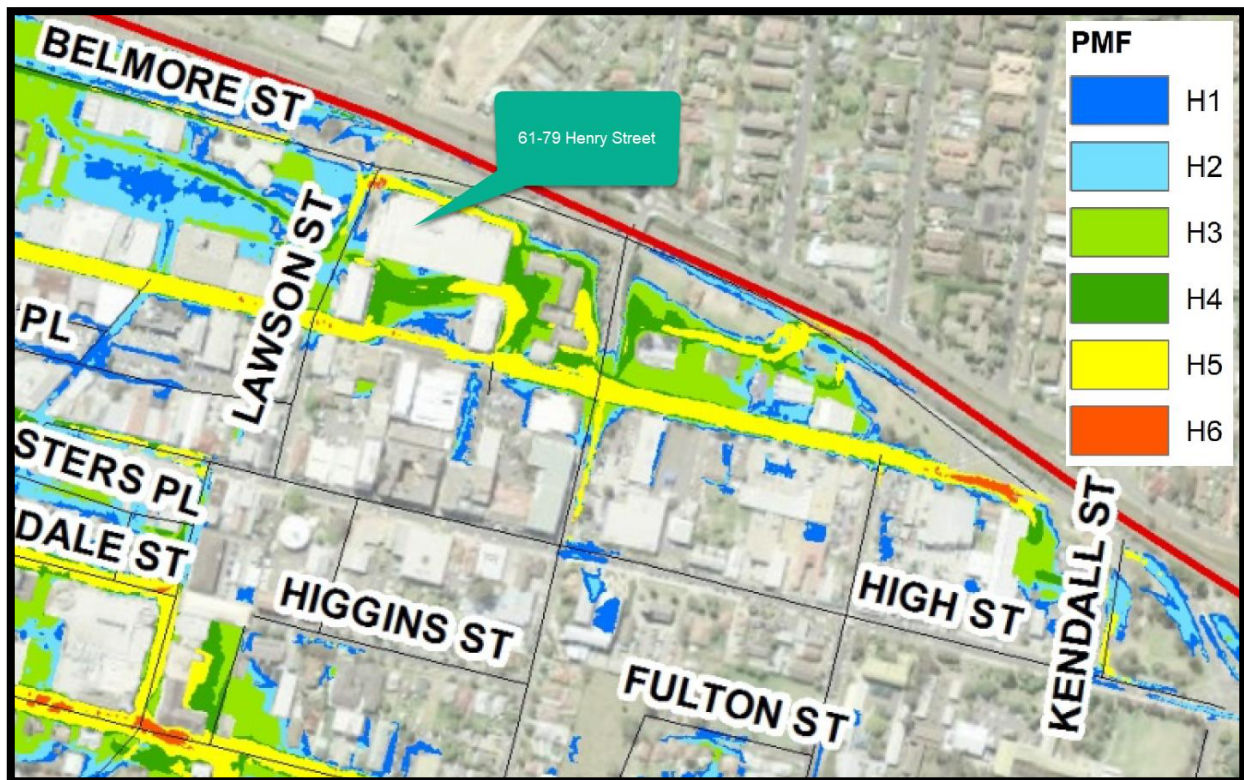 BELMORE ST
61-79 Henry Street
PMF
H1
H2
H3
H4
H5
H6
LAWSON ST
PL
STERS PL
DALE ST
HIGGINS ST
HIGH ST
FULTON ST
KENDALL ST